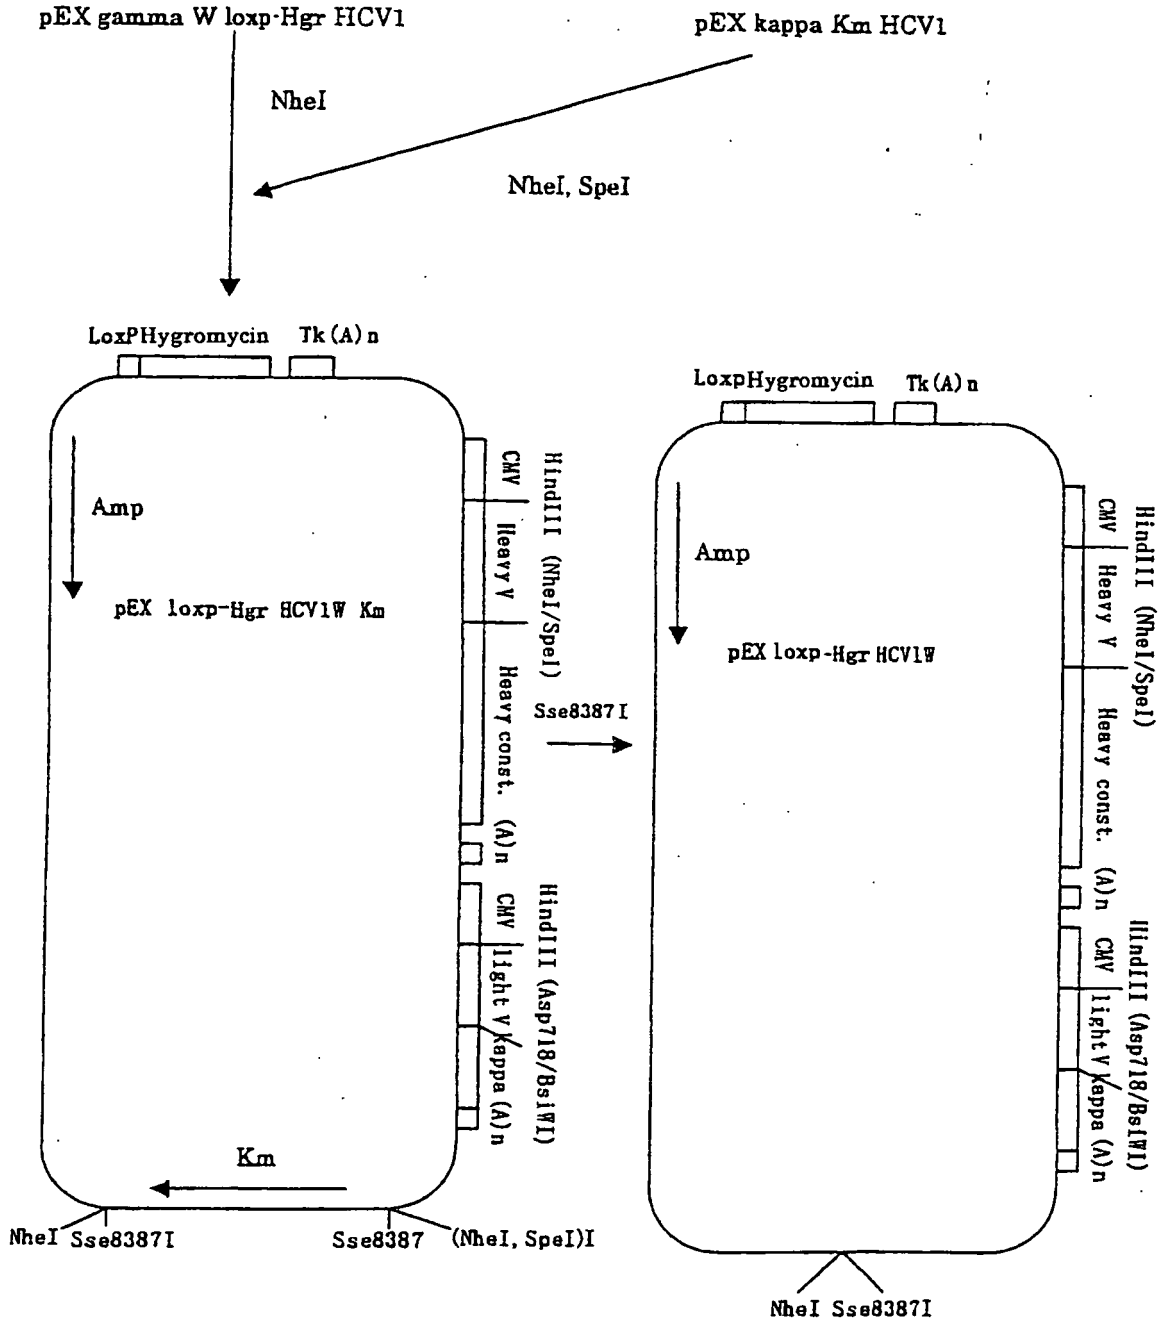 pEX gamma W loxp-Hgr HCV1
pEX kappa Km HCV1
NheI
NheI, SpeI
LoxPHygromycin Tk(A)n
Amp
pEX loxp-Hgr HCV1W Km
CMV
Heavy V
Heavy const.
(A)n
HindIII (NheI/SpeI)
CMV
light V kappa (A)n
HindIII (Asp718/BsiWI)
Km
NheI Sse8387I
Sse8387 (NheI, SpeI)I
Sse8387I
LoxpHygromycin Tk(A)n
Amp
pEX loxp-Hgr HCV1W
CMV
Heavy V
Heavy const.
(A)n
HindIII (NheI/SpeI)
CMV
light V kappa (A)n
HindIII (Asp718/BsiWI)
NheI Sse8387I